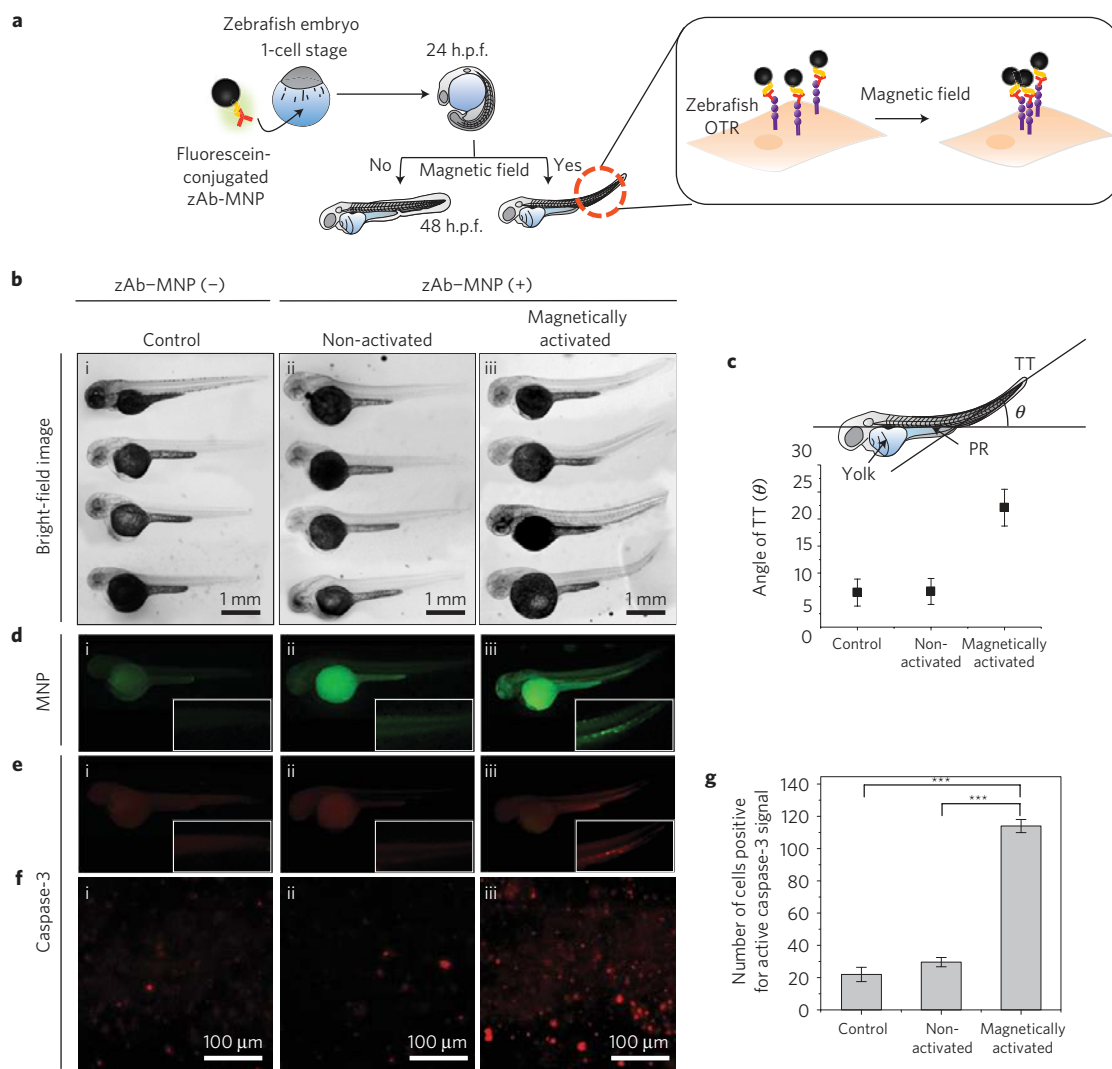 a
Zebrafish embryo
1-cell stage
24 h.p.f.
Fluorescein-
conjugated
zAb-MNP
No
Magnetic field
Yes
48 h.p.f.
Zebrafish
OTR
Magnetic field
b
zAb–MNP (–)
zAb–MNP (+)
Control
Non-activated
Magnetically
activated
Bright-field image
i
ii
iii
1 mm
1 mm
1 mm
c
TT
θ
PR
Yolk
Angle of TT (θ)
30
20
10
5
0
Control
Non-
activated
Magnetically
activated
d
MNP
i
ii
iii
e
i
ii
iii
f
Caspase-3
i
ii
iii
100 μm
100 μm
100 μm
g
Number of cells positive
for active caspase-3 signal
140
120
100
80
60
40
20
0
***
***
Control
Non-
activated
Magnetically
activated